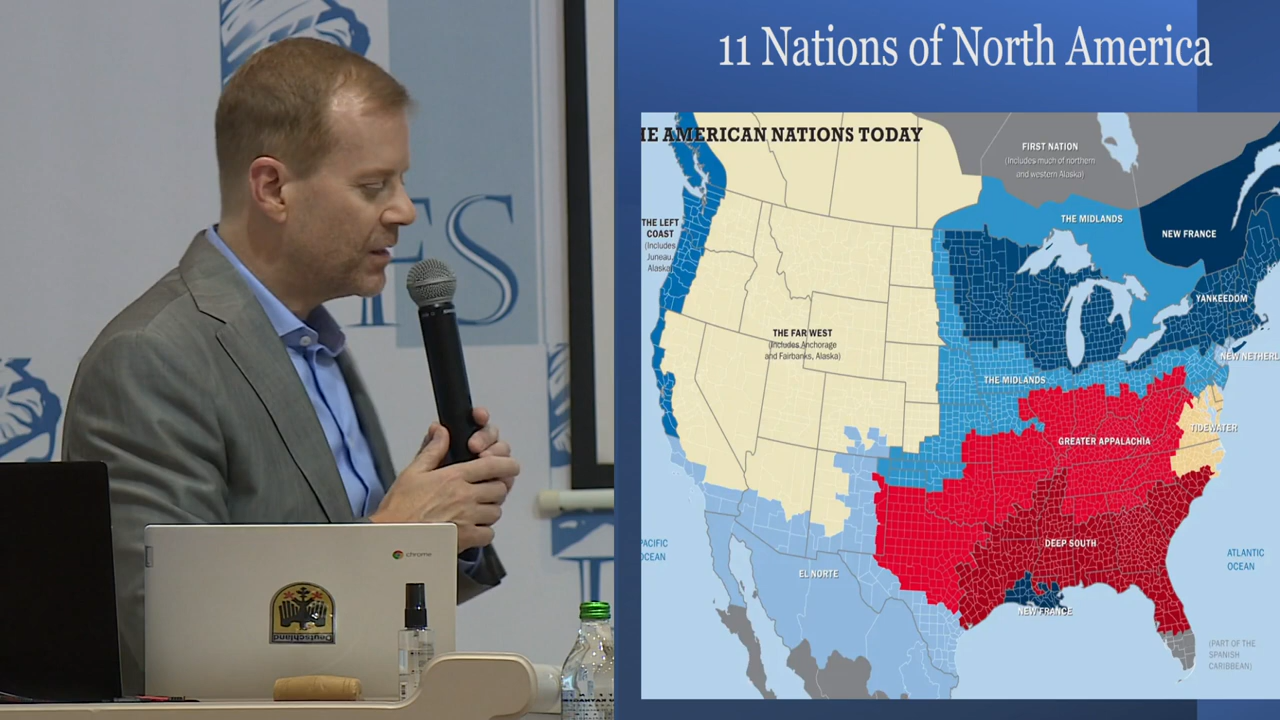 11 Nations of North America
HE AMERICAN NATIONS TODAY
FIRST NATION
(Includes much of northern
and western Alaska)
THE LEFT
COAST
(Includes
Juneau,
Alaska)
THE MIDLANDS
NEW FRANCE
YANKEEDOM
THE FAR WEST
(Includes Anchorage
and Fairbanks, Alaska)
NEW NETHERL
THE MIDLANDS
TIDEWATER
GREATER APPALACHIA
DEEP SOUTH
PACIFIC
OCEAN
EL NORTE
ATLANTIC
OCEAN
NEW FRANCE
(PART OF THE
SPANISH
CARIBBEAN)
FS
chrome
Deutschland